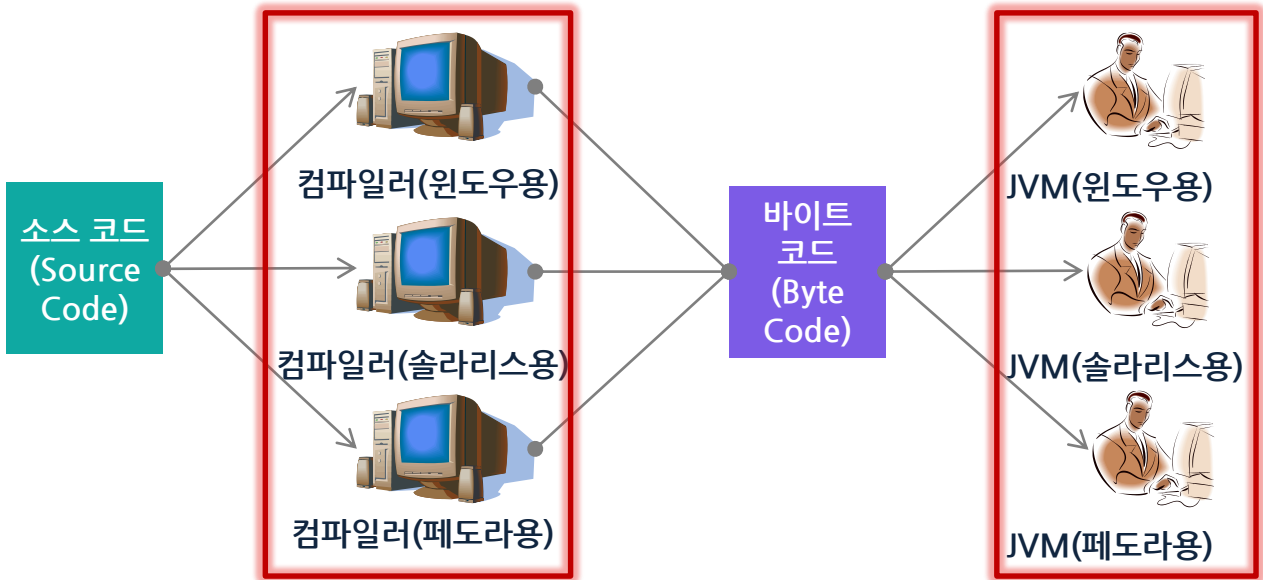 소스 코드
(Source
Code)
컴파일러(윈도우용)
컴파일러(솔라리스용)
컴파일러(페도라용)
바이트
코드
(Byte
Code)
JVM(윈도우용)
JVM(솔라리스용)
JVM(페도라용)